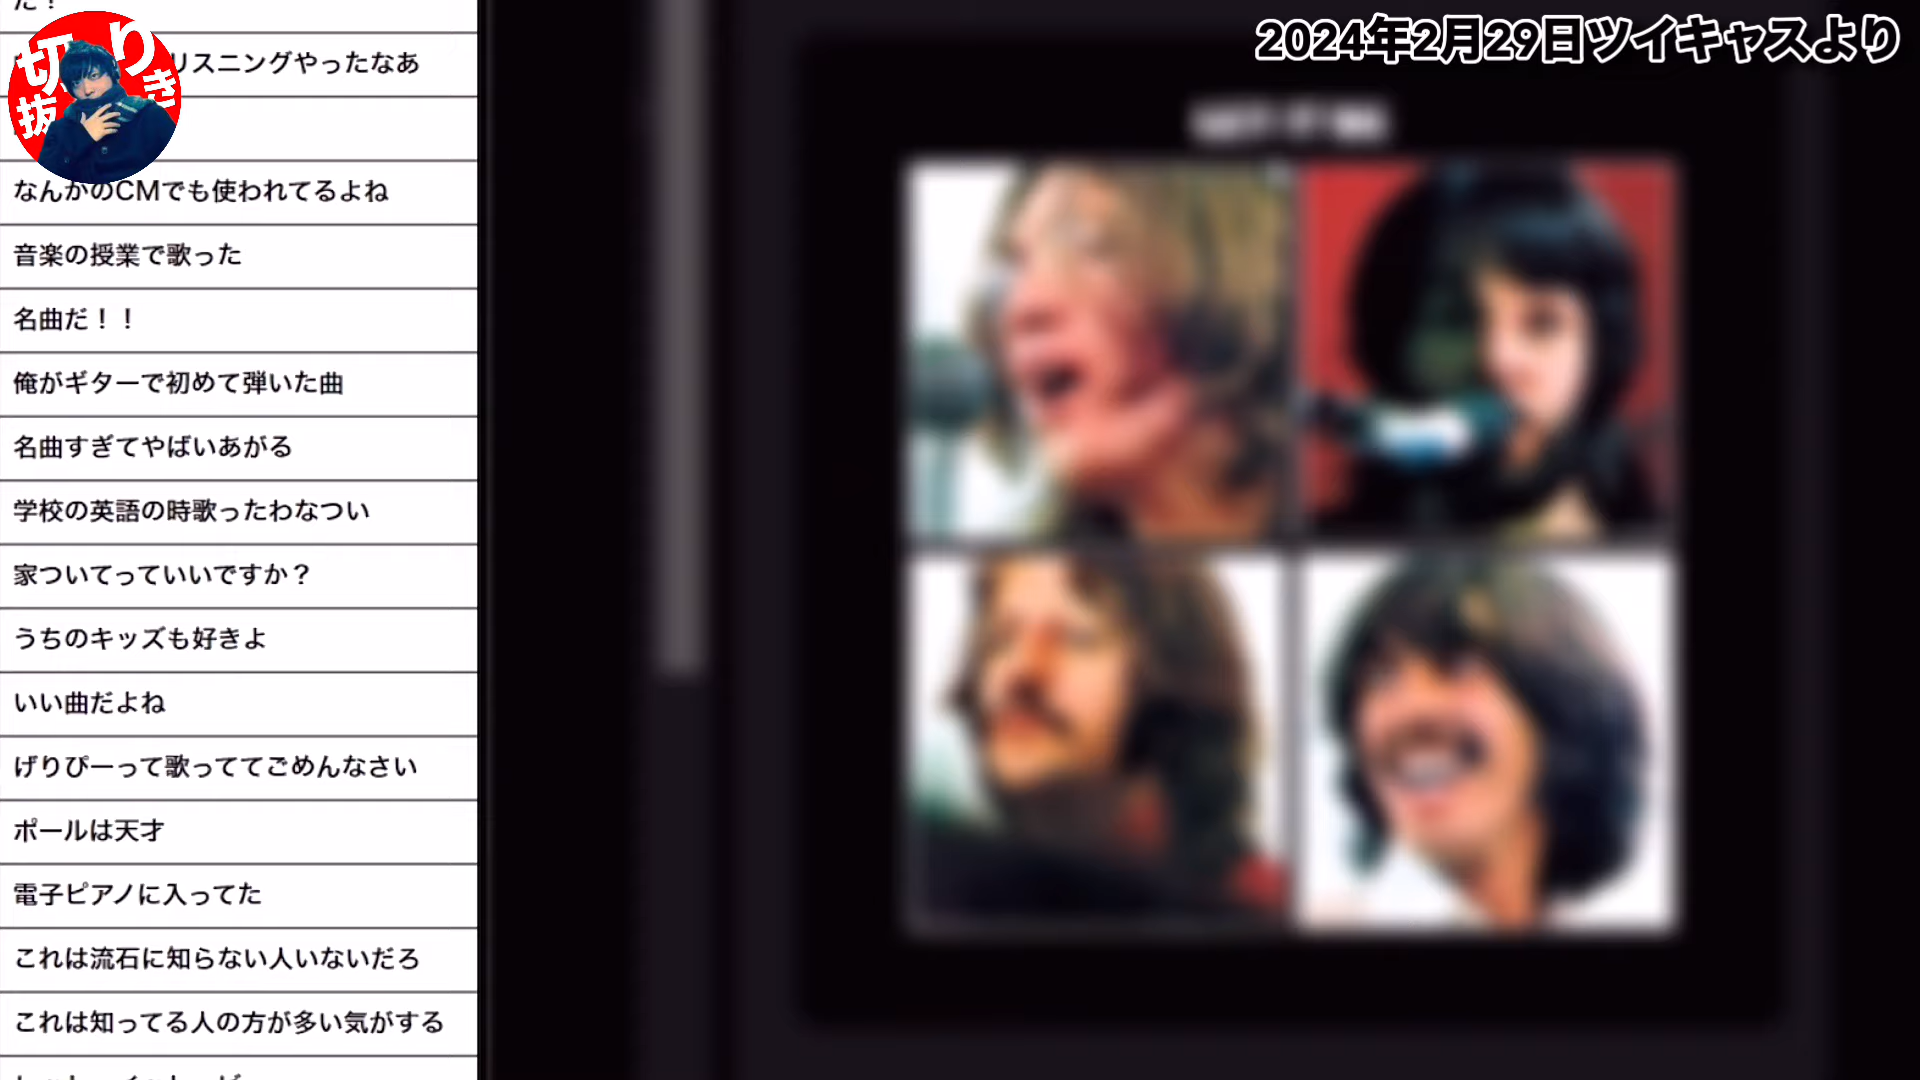 だ！
切り抜き
リスニングやったなあ
2024年2月29日ツイキャスより
LET IT BE
なんかのCMでも使われてるよね
音楽の授業で歌った
名曲だ！！
俺がギターで初めて弾いた曲
名曲すぎてやばいあがる
学校の英語の時歌ったわなつい
家ついてっていいですか？
うちのキッズも好きよ
いい曲だよね
げりぴーって歌っててごめんなさい
ポールは天才
電子ピアノに入ってた
これは流石に知らない人いないだろ
これは知ってる人の方が多い気がする